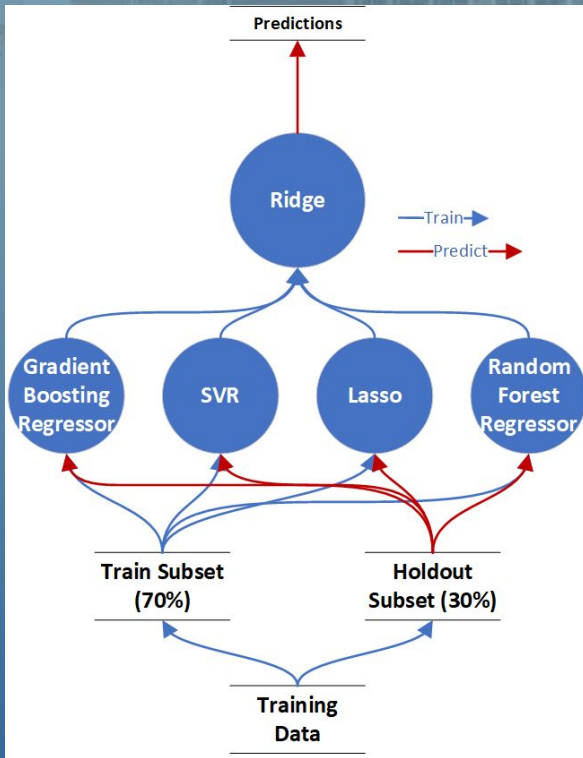 Predictions
Ridge
Train
Predict
Gradient
Boosting
Regressor
SVR
Lasso
Random
Forest
Regressor
Train Subset
(70%)
Holdout
Subset (30%)
Training
Data